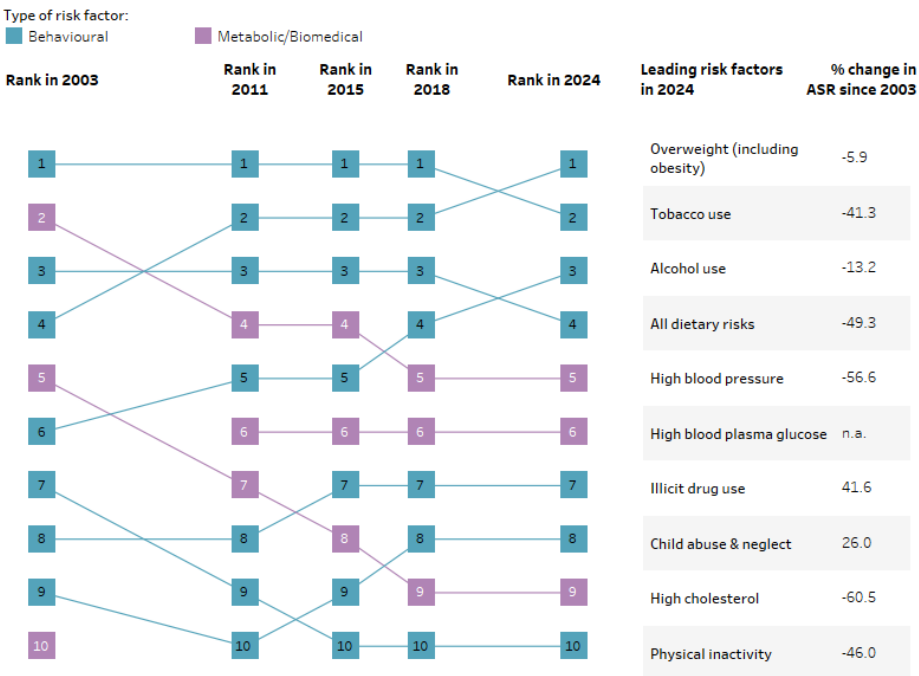 Type of risk factor:
Behavioural Metabolic/Biomedical
Rank in 2003 Rank in 2011 Rank in 2015 Rank in 2018 Rank in 2024 Leading risk factors in 2024 % change in ASR since 2003
1 1 1 1 1 Overweight (including obesity) -5.9
2 2 2 2 2 Tobacco use -41.3
3 3 3 3 3 Alcohol use -13.2
4 4 4 4 4 All dietary risks -49.3
5 5 5 5 5 High blood pressure -56.6
6 6 6 6 6 High blood plasma glucose n.a.
7 7 7 7 7 Illicit drug use 41.6
8 8 8 8 8 Child abuse & neglect 26.0
9 9 9 9 9 High cholesterol -60.5
10 10 10 10 10 Physical inactivity -46.0